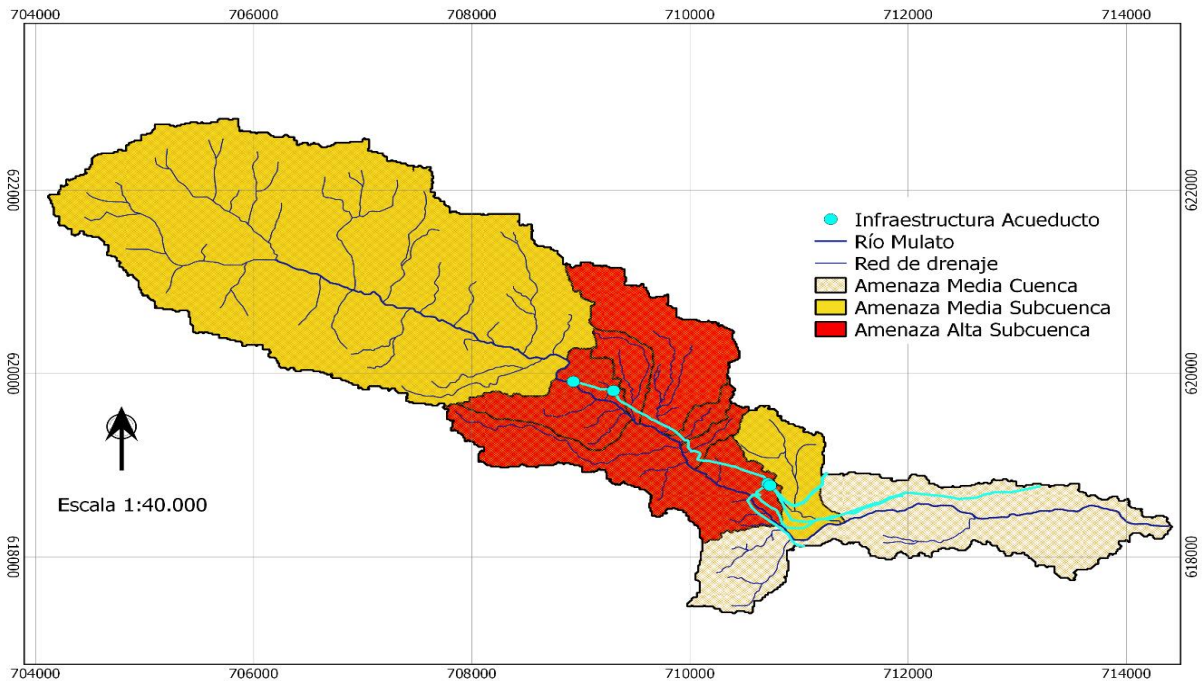 704000 706000 708000 710000 712000 714000
622000 622000
Infraestructura Acueducto
Río Mulato
Red de drenaje
Amenaza Media Cuenca
Amenaza Media Subcuenca
Amenaza Alta Subcuenca
620000 620000
Escala 1:40.000
618000 618000
704000 706000 708000 710000 712000 714000